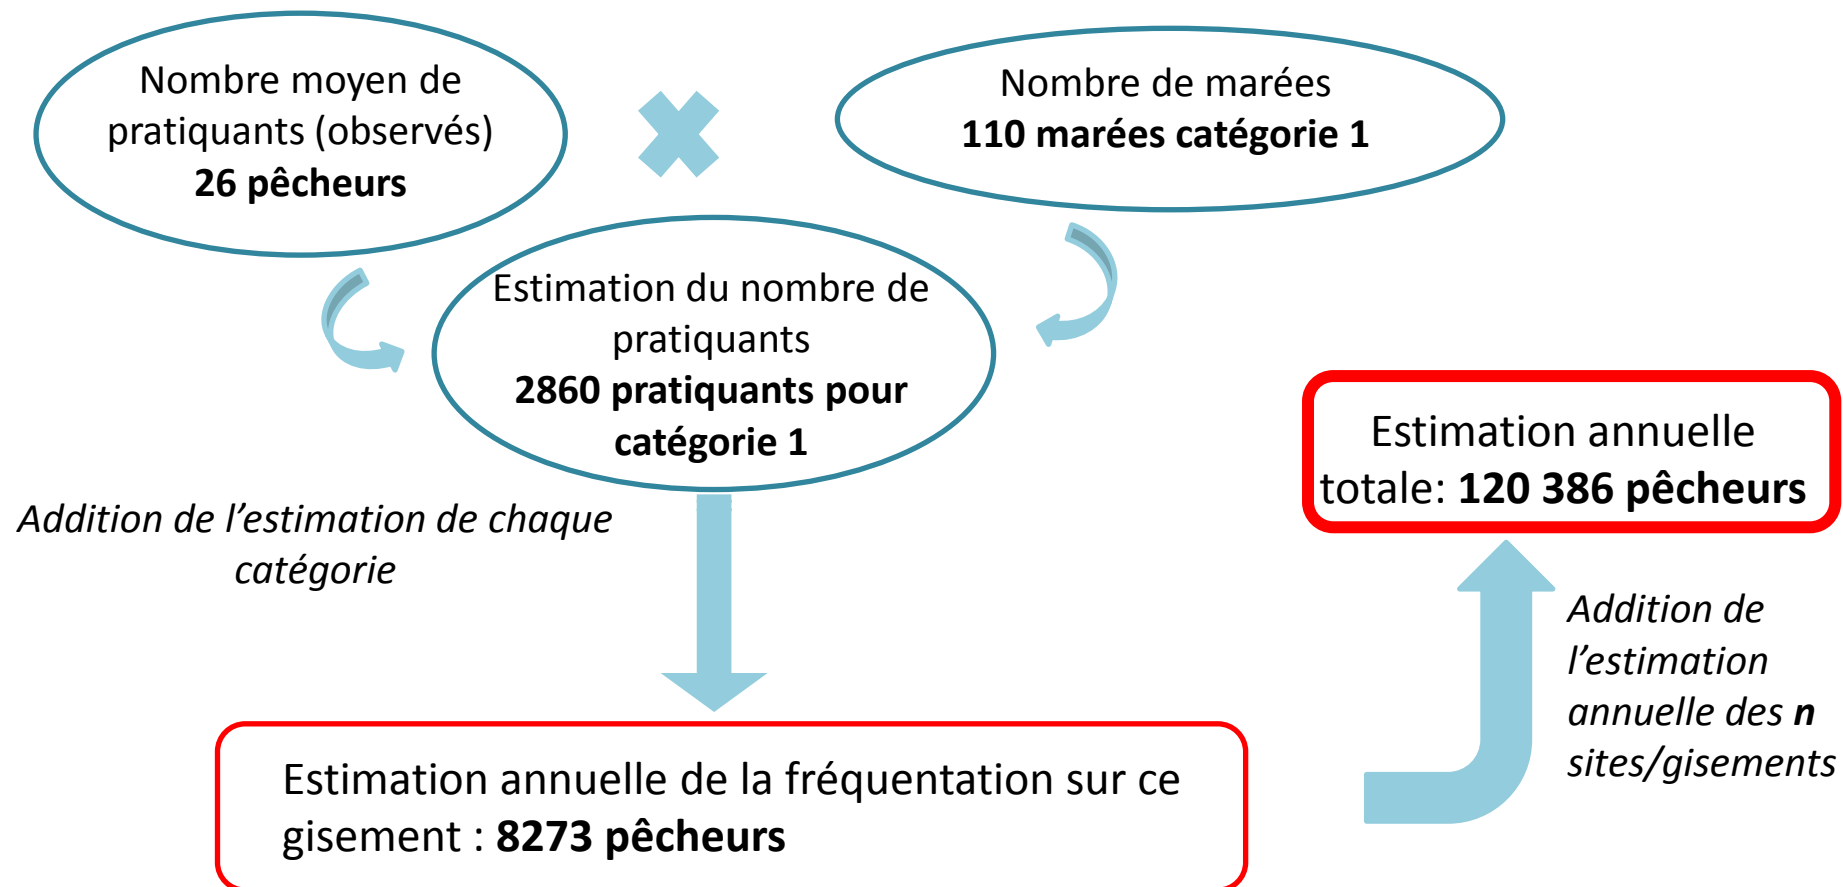 Nombre moyen de
pratiquants (observés)
26 pêcheurs
Nombre de marées
110 marées catégorie 1
Estimation du nombre de
pratiquants
2860 pratiquants pour
catégorie 1
Addition de l’estimation de chaque
catégorie
Estimation annuelle de la fréquentation sur ce
gisement : 8273 pêcheurs
Addition de
l’estimation
annuelle des n
sites/gisements
Estimation annuelle
totale: 120 386 pêcheurs